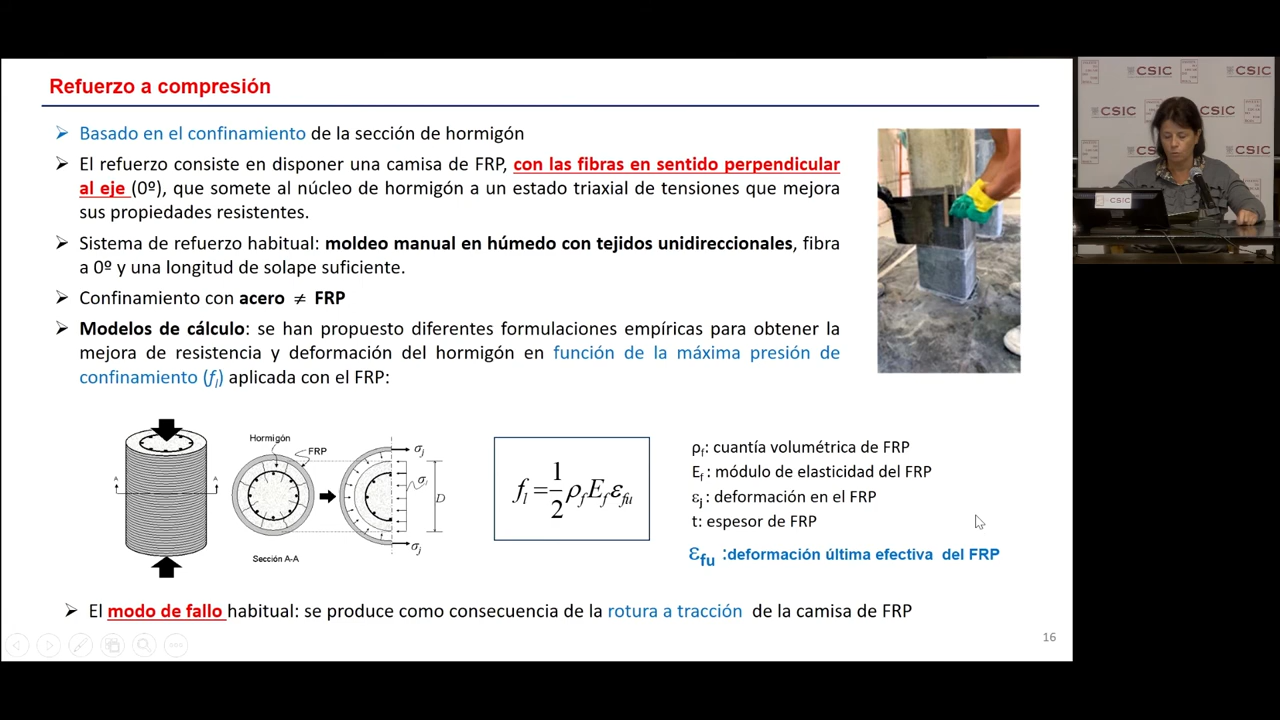 Refuerzo a compresión
Basado en el confinamiento de la sección de hormigón
El refuerzo consiste en disponer una camisa de FRP, con las fibras en sentido perpendicular
al eje (0º), que somete al núcleo de hormigón a un estado triaxial de tensiones que mejora
sus propiedades resistentes.
Sistema de refuerzo habitual: moldeo manual en húmedo con tejidos unidireccionales, fibra
a 0º y una longitud de solape suficiente.
Confinamiento con acero ≠ FRP
Modelos de cálculo: se han propuesto diferentes formulaciones empíricas para obtener la
mejora de resistencia y deformación del hormigón en función de la máxima presión de
confinamiento (fl) aplicada con el FRP:
A A
Hormigón
FRP
Sección A-A
σj
σl
D
σj
fl = 1/2 ρf Ef εfu
ρf: cuantía volumétrica de FRP
Ef : módulo de elasticidad del FRP
εj : deformación en el FRP
t: espesor de FRP
εfu :deformación última efectiva del FRP
El modo de fallo habitual: se produce como consecuencia de la rotura a tracción de la camisa de FRP
16
CSIC
CSIC
CSIC
CSIC
CSIC
CSIC
CSIC